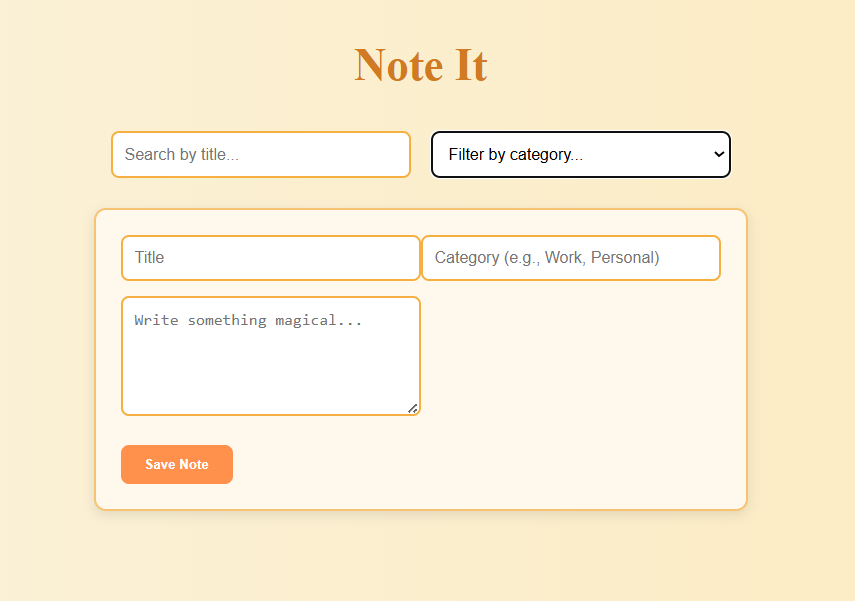 Note It
Search by title...
Filter by category...
Title
Category (e.g., Work, Personal)
Write something magical...
Save Note